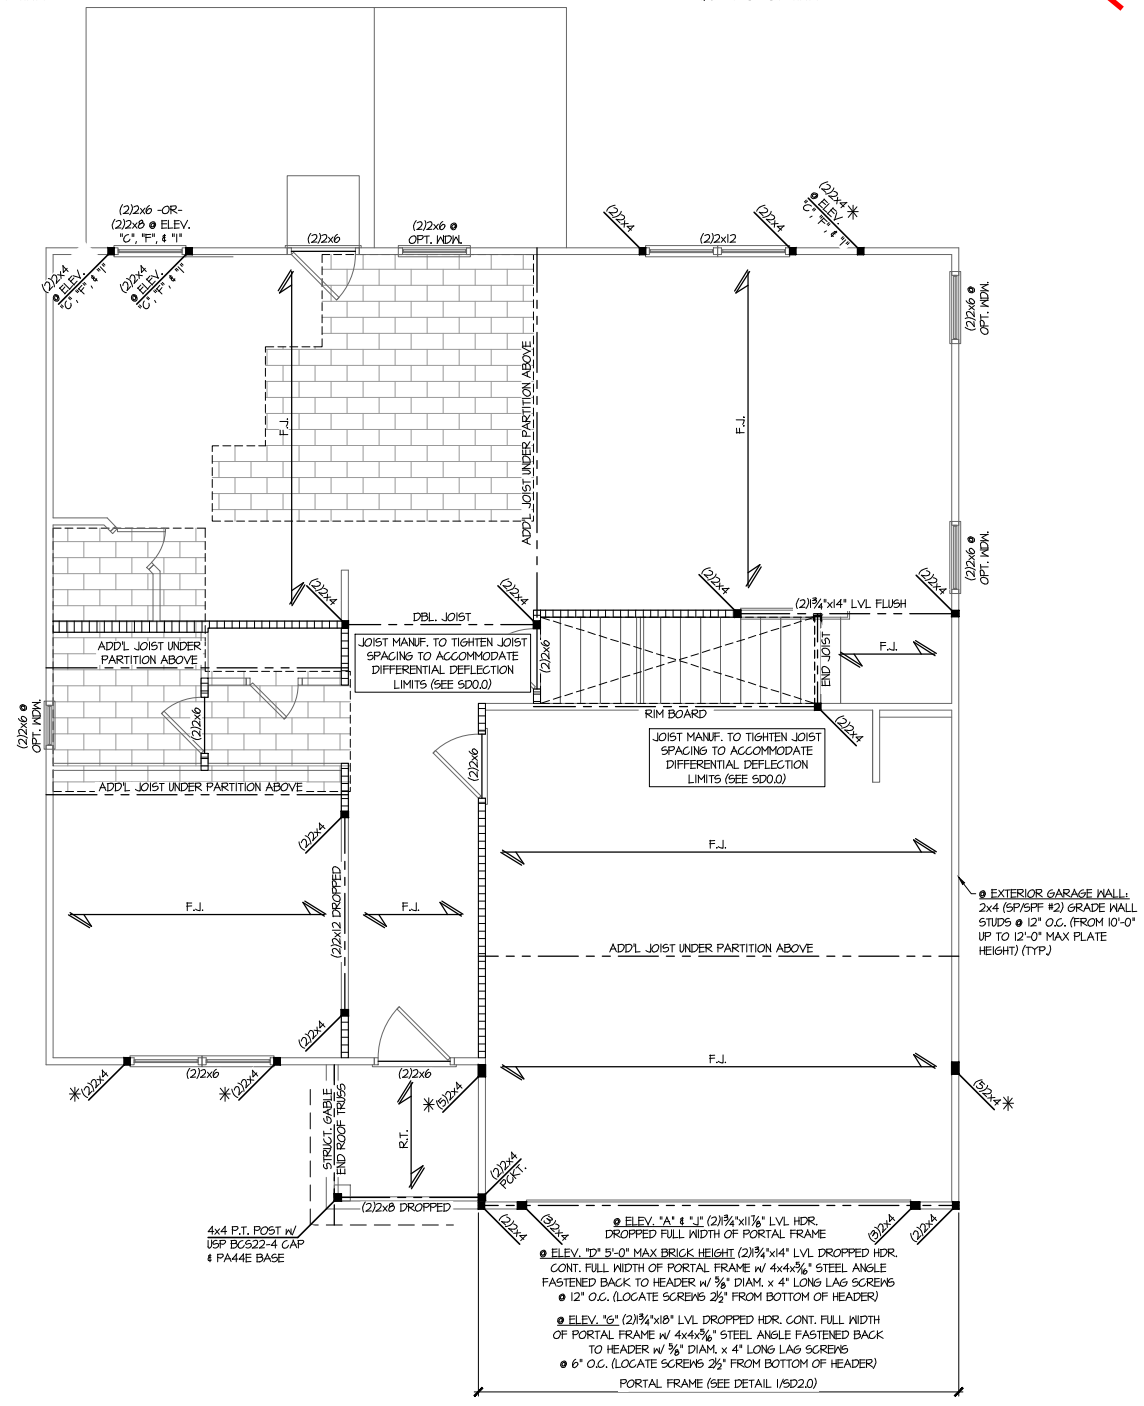 (2)2x6 -OR-
(2)2x8 @ ELEV.
"C", "F", & "I"
(2)2x4
@ ELEV.
"C", "F", & "I"
(2)2x4
@ ELEV.
"C", "F", & "I"
(2)2x6
(2)2x6 @
OPT. WDW.
(2)2x4
(2)2x12
(2)2x4
(2)2x4 *
@ ELEV.
"C", "F", & "I"
(2)2x6 @
OPT. WDW.
F.J.
ADD'L JOIST UNDER PARTITION ABOVE
F.J.
(2)2x6 @
OPT. WDW.
(2)2x4
(2)2x4
(2)2x4
(2)2x4
DBL. JOIST
(2)1¾"x14" LVL FLUSH
ADD'L JOIST UNDER
PARTITION ABOVE
JOIST MANUF. TO TIGHTEN JOIST
SPACING TO ACCOMMODATE
DIFFERENTIAL DEFLECTION
LIMITS (SEE SD0.0)
(2)2x6
END JOIST
F.J.
(2)2x6 @
OPT. WDW.
(2)2x6
RIM BOARD
(2)2x4
(2)2x6
JOIST MANUF. TO TIGHTEN JOIST
SPACING TO ACCOMMODATE
DIFFERENTIAL DEFLECTION
LIMITS (SEE SD0.0)
ADD'L JOIST UNDER PARTITION ABOVE
(2)2x4
F.J.
F.J.
F.J.
(2)2x12 DROPPED
@ EXTERIOR GARAGE WALL:
2x4 (SP/SPF #2) GRADE WALL
STUDS @ 12" O.C. (FROM 10'-0"
UP TO 12'-0" MAX PLATE
HEIGHT) (TYP.)
ADD'L JOIST UNDER PARTITION ABOVE
(2)2x4
F.J.
*(2)2x4
(2)2x6
*(2)2x4
(2)2x6
*(5)2x4
(5)2x4*
STRUCT. GABLE
END ROOF TRUSS
R.T.
(2)2x4
PCKT.
(2)2x8 DROPPED
4x4 P.T. POST W/
USP BCS22-4 CAP
& PA44E BASE
(2)2x4
(3)2x4
(3)2x4
(2)2x4
@ ELEV. "A" & "J" (2)1¾"x11⅞" LVL HDR.
DROPPED FULL WIDTH OF PORTAL FRAME
@ ELEV. "D" 5'-0" MAX BRICK HEIGHT (2)1¾"x14" LVL DROPPED HDR.
CONT. FULL WIDTH OF PORTAL FRAME W/ 4x4x5⁄16" STEEL ANGLE
FASTENED BACK TO HEADER W/ ⅝" DIAM. x 4" LONG LAG SCREWS
@ 12" O.C. (LOCATE SCREWS 2½" FROM BOTTOM OF HEADER)
@ ELEV. "G" (2)1¾"x18" LVL DROPPED HDR. CONT. FULL WIDTH
OF PORTAL FRAME W/ 4x4x5⁄16" STEEL ANGLE FASTENED BACK
TO HEADER W/ ⅝" DIAM. x 4" LONG LAG SCREWS
@ 6" O.C. (LOCATE SCREWS 2½" FROM BOTTOM OF HEADER)
PORTAL FRAME (SEE DETAIL 1/SD2.0)